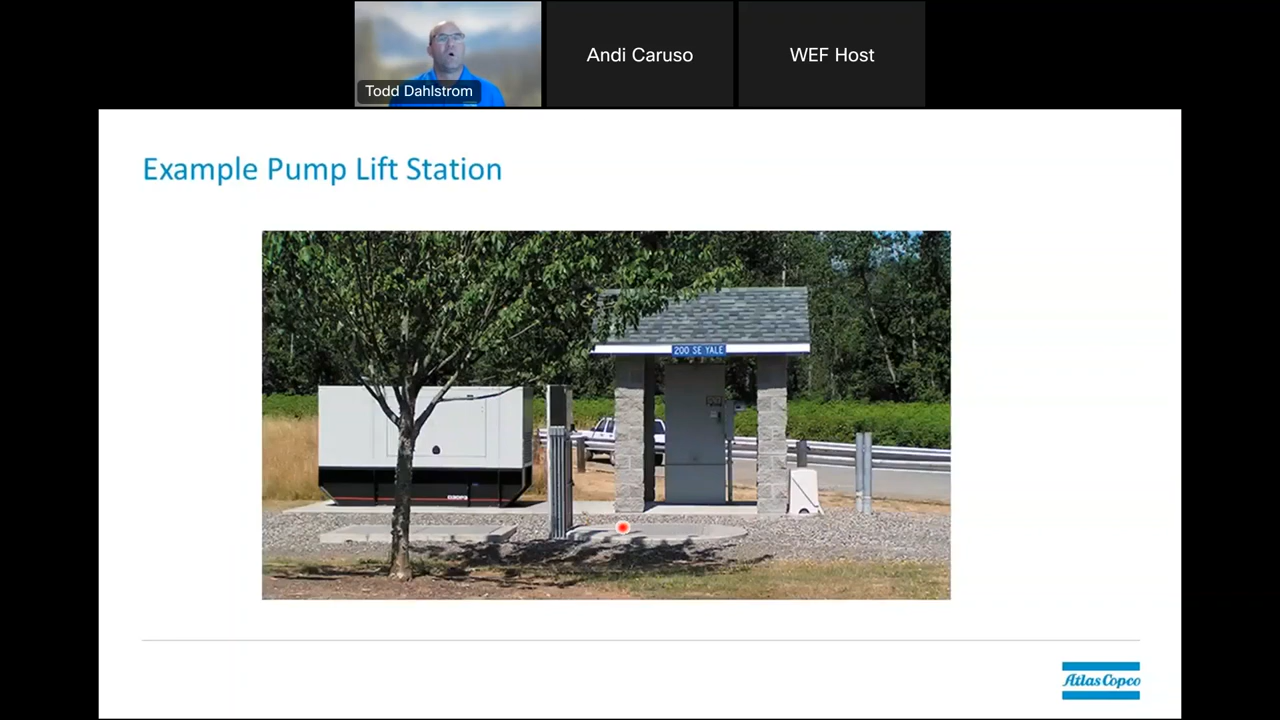 Todd Dahlstrom
Andi Caruso
WEF Host
Example Pump Lift Station
200 SE YALE
Atlas Copco